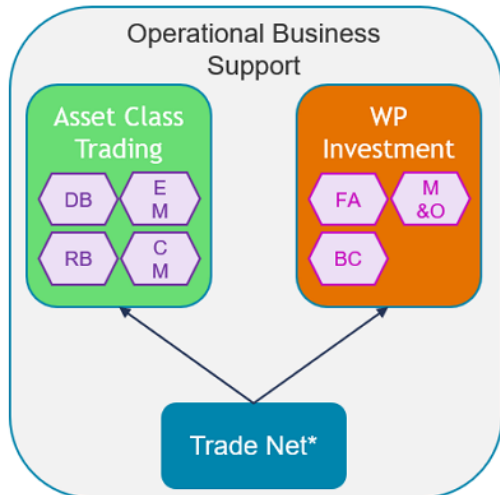 Operational Business
Support
Asset Class
Trading
DB
E
M
RB
C
M
WP
Investment
FA
M
&O
BC
Trade Net*